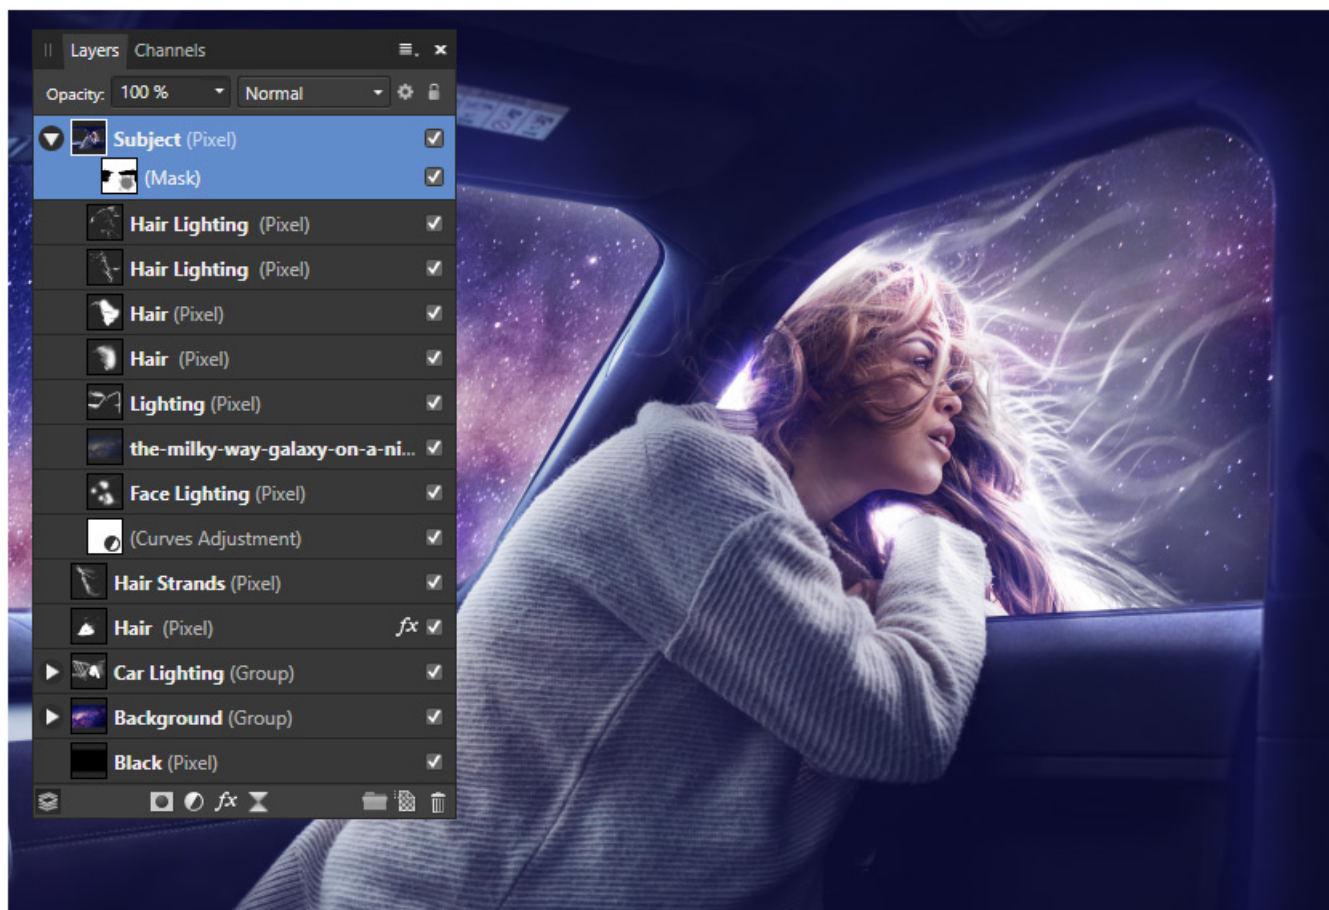 Layers Channels
Opacity: 100 % Normal
Subject (Pixel)
(Mask)
Hair Lighting (Pixel)
Hair Lighting (Pixel)
Hair (Pixel)
Hair (Pixel)
Lighting (Pixel)
the-milky-way-galaxy-on-a-ni...
Face Lighting (Pixel)
(Curves Adjustment)
Hair Strands (Pixel)
Hair (Pixel) fx
Car Lighting (Group)
Background (Group)
Black (Pixel)
fx